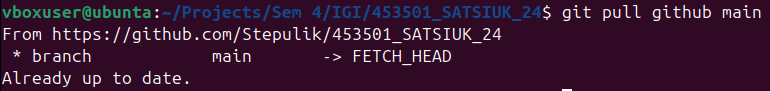 vboxuser@ubunta:~/Projects/Sem 4/IGI/453501_SATSIUK_24$ git pull github main
From https://github.com/Stepulik/453501_SATSIUK_24
 * branch            main       -> FETCH_HEAD
Already up to date.